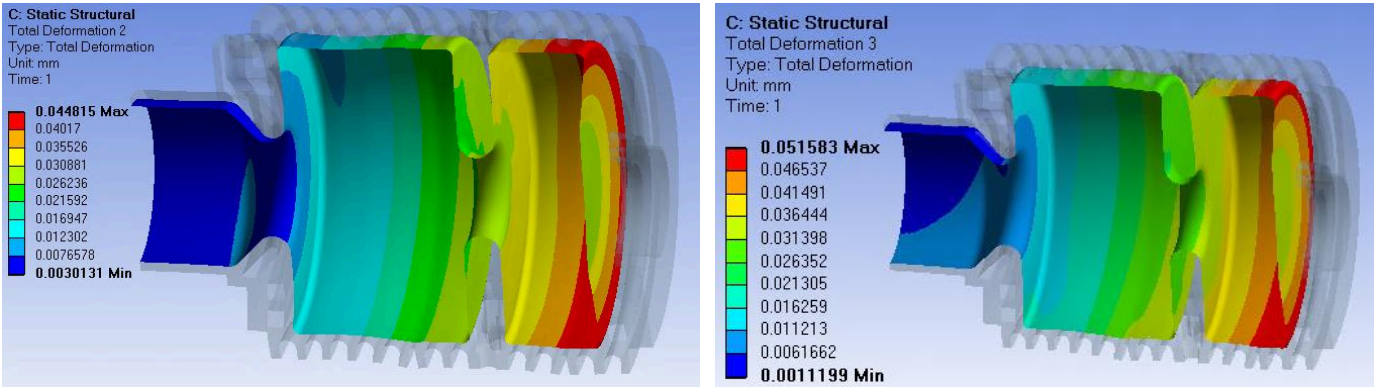 C: Static Structural
Total Deformation 2
Type: Total Deformation
Unit: mm
Time: 1
0.044815 Max
0.04017
0.035526
0.030881
0.026236
0.021592
0.016947
0.012302
0.0076578
0.0030131 Min
C: Static Structural
Total Deformation 3
Type: Total Deformation
Unit: mm
Time: 1
0.051583 Max
0.046537
0.041491
0.036444
0.031398
0.026352
0.021305
0.016259
0.011213
0.0061662
0.0011199 Min